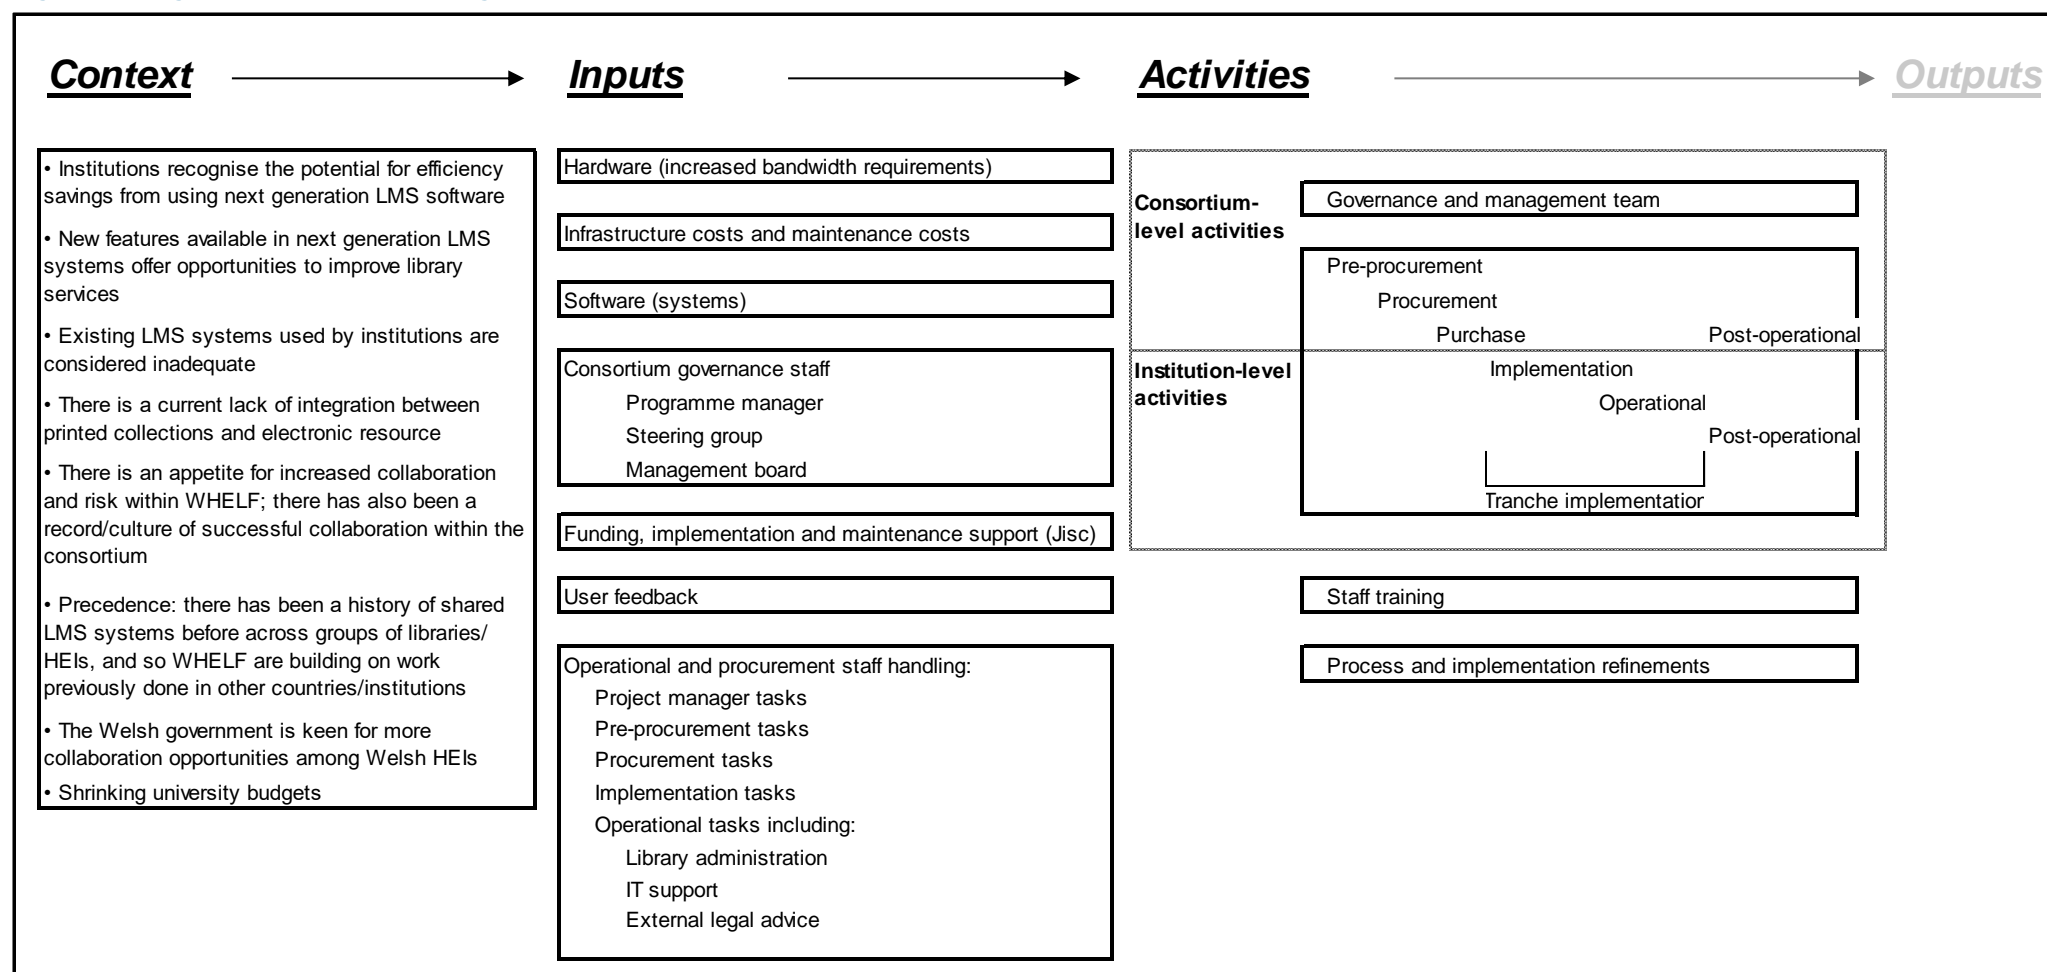 Context
Inputs
Activities
Outputs
• Institutions recognise the potential for efficiency
savings from using next generation LMS software
• New features available in next generation LMS
systems offer opportunities to improve library
services
• Existing LMS systems used by institutions are
considered inadequate
• There is a current lack of integration between
printed collections and electronic resource
• There is an appetite for increased collaboration
and risk within WHELF; there has also been a
record/culture of successful collaboration within the
consortium
• Precedence: there has been a history of shared
LMS systems before across groups of libraries/
HEIs, and so WHELF are building on work
previously done in other countries/institutions
• The Welsh government is keen for more
collaboration opportunities among Welsh HEIs
• Shrinking university budgets
Hardware (increased bandwidth requirements)
Infrastructure costs and maintenance costs
Software (systems)
Consortium governance staff
Programme manager
Steering group
Management board
Funding, implementation and maintenance support (Jisc)
User feedback
Operational and procurement staff handling:
Project manager tasks
Pre-procurement tasks
Procurement tasks
Implementation tasks
Operational tasks including:
Library administration
IT support
External legal advice
Consortium-
level activities
Governance and management team
Pre-procurement
Procurement
Purchase
Post-operational
Institution-level
activities
Implementation
Operational
Post-operational
Tranche implementation
Staff training
Process and implementation refinements